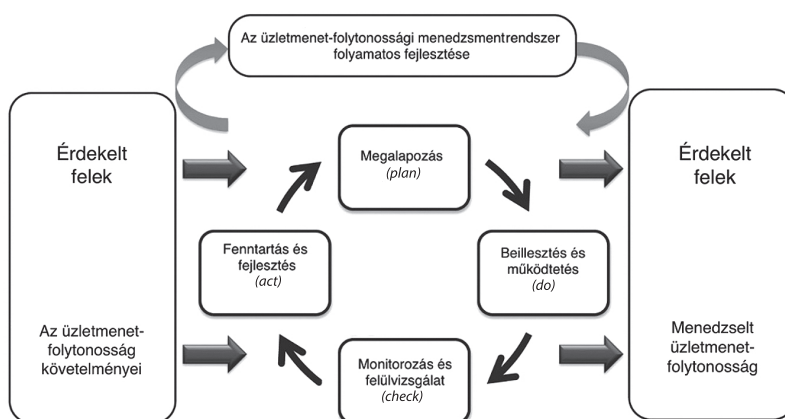 Az üzletmenet-folytonossági menedzsmentrendszer
folyamatos fejlesztése
Érdekelt
felek
Az üzletmenet-
folytonosság
követelményei
Megalapozás
(plan)
Beillesztés és
működtetés
(do)
Monitorozás és
felülvizsgálat
(check)
Fenntartás és
fejlesztés
(act)
Érdekelt
felek
Menedzselt
üzletmenet-
folytonosság